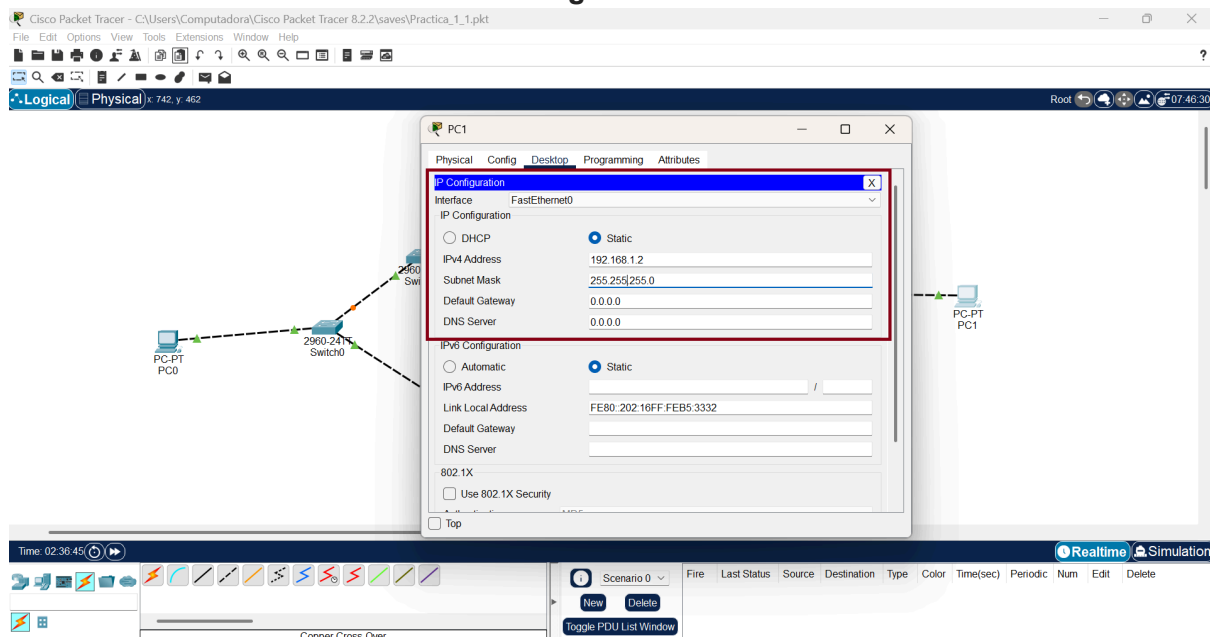 Cisco Packet Tracer - C:\Users\Computadora\Cisco Packet Tracer 8.2.2\saves\Practica_1_1.pkt
File Edit Options View Tools Extensions Window Help
?
Logical Physical x: 742, y: 462 Root 07:46:30
PC1
Physical Config Desktop Programming Attributes
IP Configuration X
Interface FastEthernet0
IP Configuration
DHCP Static
IPv4 Address 192.168.1.2
Subnet Mask 255.255.255.0
Default Gateway 0.0.0.0
DNS Server 0.0.0.0
IPv6 Configuration
Automatic Static
IPv6 Address /
Link Local Address FE80::202:16FF:FEB5:3332
Default Gateway
DNS Server
802.1X
Use 802.1X Security
Top
2960
Swi
2960-24TT
Switch0
PC-PT
PC0
PC-PT
PC1
Time: 02:36:45 Realtime Simulation
Scenario 0 Fire Last Status Source Destination Type Color Time(sec) Periodic Num Edit Delete
New Delete
Toggle PDU List Window
Copper Cross-Over